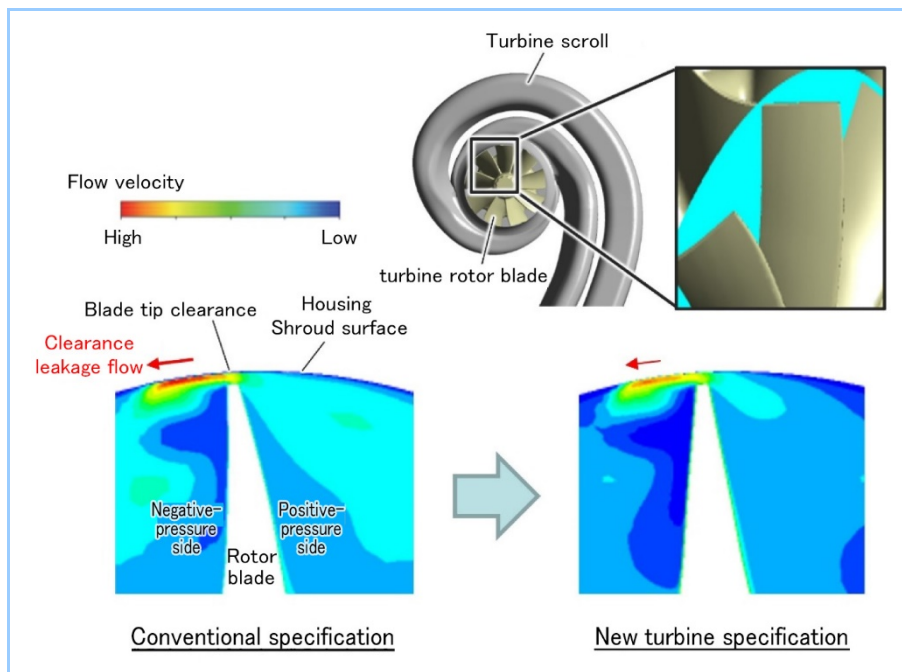 Turbine scroll
Flow velocity
High
Low
turbine rotor blade
Blade tip clearance
Housing
Shroud surface
Clearance
leakage flow
Negative-
pressure
side
Positive-
pressure
side
Rotor
blade
Conventional specification
New turbine specification